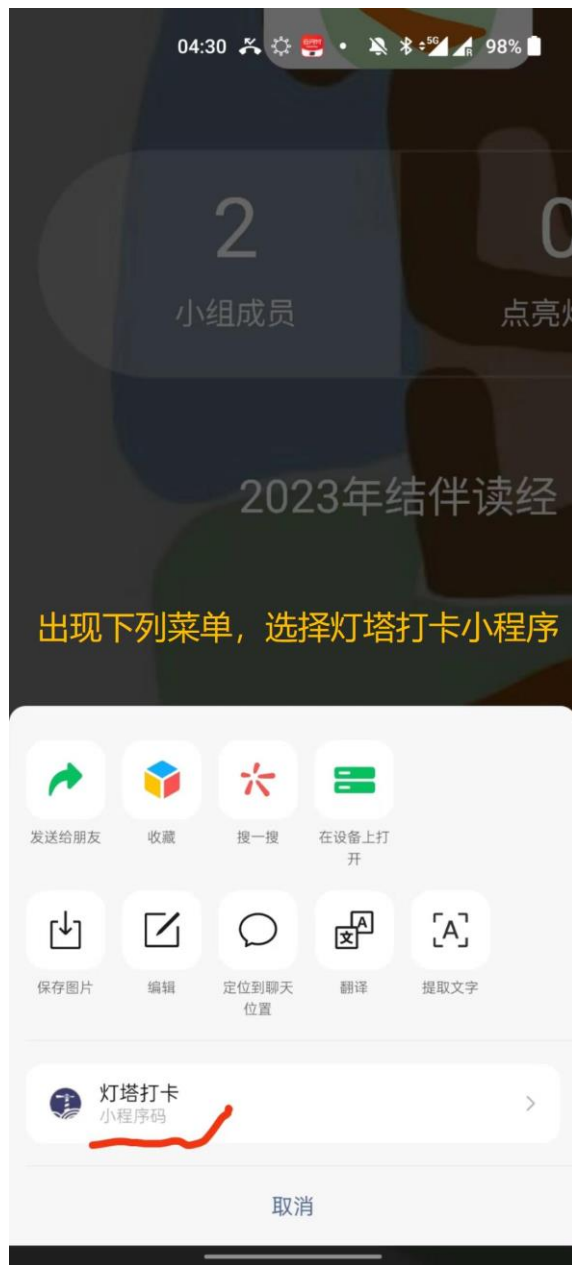 04:30 5G R 98%
2
小组成员 点亮
2023年结伴读经
出现下列菜单，选择灯塔打卡小程序
发送给朋友 收藏 搜一搜 在设备上打
开
保存图片 编辑 定位到聊天 翻译 提取文字
位置
灯塔打卡
小程序码
取消